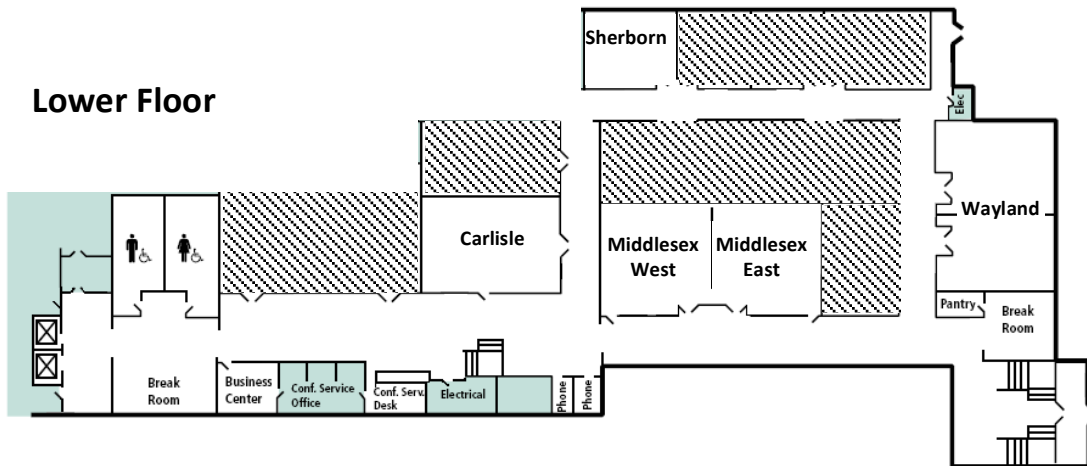 Sherborn
Lower Floor
Elec
Carlisle
Wayland
Middlesex
West
Middlesex
East
Pantry
Break
Room
Break
Room
Business
Center
Conf. Service
Office
Conf. Serv.
Desk
Electrical
Phone
Phone